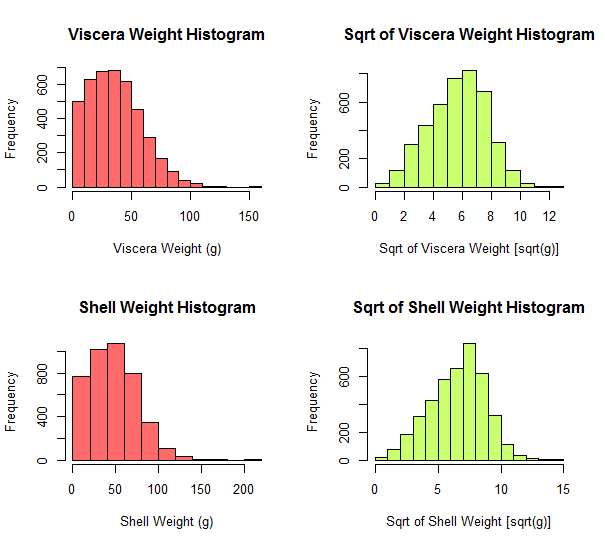 Viscera Weight Histogram
Frequency
0
200
400
600
0
50
100
150
Viscera Weight (g)
Sqrt of Viscera Weight Histogram
Frequency
0
200
600
0
2
4
6
8
10
12
Sqrt of Viscera Weight [sqrt(g)]
Shell Weight Histogram
Frequency
0
400
800
0
50
100
150
200
Shell Weight (g)
Sqrt of Shell Weight Histogram
Frequency
0
200
600
0
5
10
15
Sqrt of Shell Weight [sqrt(g)]